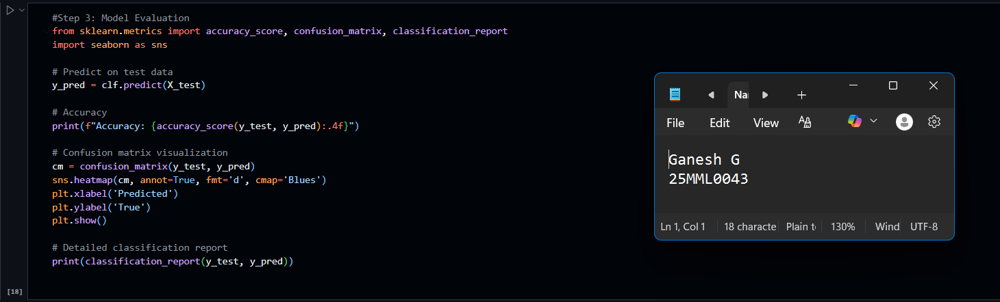 #Step 3: Model Evaluation
from sklearn.metrics import accuracy_score, confusion_matrix, classification_report
import seaborn as sns

# Predict on test data
y_pred = clf.predict(X_test)

# Accuracy
print(f"Accuracy: {accuracy_score(y_test, y_pred):.4f}")

# Confusion matrix visualization
cm = confusion_matrix(y_test, y_pred)
sns.heatmap(cm, annot=True, fmt='d', cmap='Blues')
plt.xlabel('Predicted')
plt.ylabel('True')
plt.show()

# Detailed classification report
print(classification_report(y_test, y_pred))
[18]
Nai
File Edit View
Ganesh G
25MML0043
Ln 1, Col 1 18 characte Plain t 130% Wind UTF-8